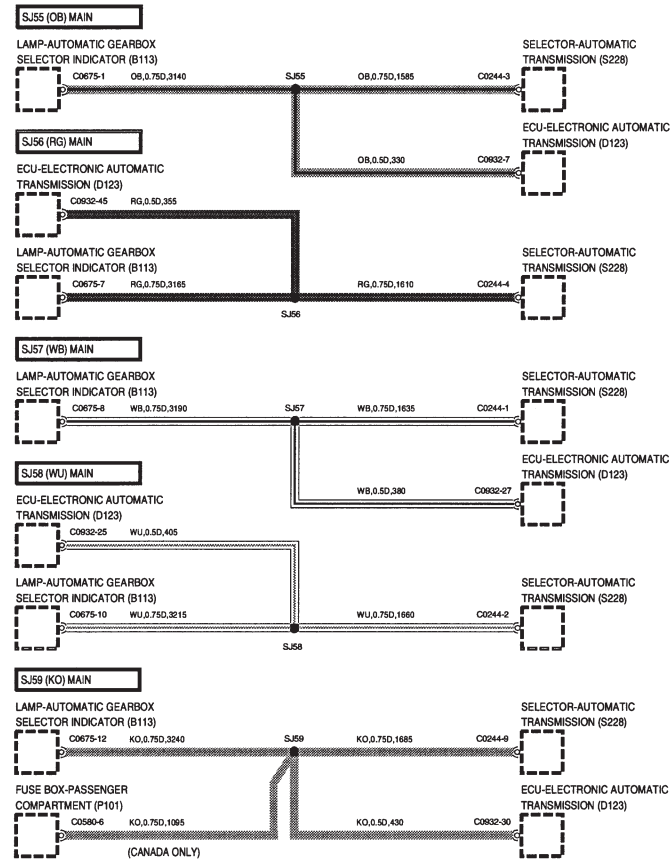 SJ55 (OB) MAIN
LAMP-AUTOMATIC GEARBOX
SELECTOR INDICATOR (B113)
SELECTOR-AUTOMATIC
TRANSMISSION (S228)
C0675-1 OB,0.75D,3140 SJ55 OB,0.75D,1585 C0244-3
SJ56 (RG) MAIN
ECU-ELECTRONIC AUTOMATIC
TRANSMISSION (D123)
OB,0.5D,330 C0932-7
ECU-ELECTRONIC AUTOMATIC
TRANSMISSION (D123)
C0932-45 RG,0.5D,355
LAMP-AUTOMATIC GEARBOX
SELECTOR INDICATOR (B113)
SELECTOR-AUTOMATIC
TRANSMISSION (S228)
C0675-7 RG,0.75D,3165 RG,0.75D,1610 C0244-4
SJ56
SJ57 (WB) MAIN
LAMP-AUTOMATIC GEARBOX
SELECTOR INDICATOR (B113)
SELECTOR-AUTOMATIC
TRANSMISSION (S228)
C0675-8 WB,0.75D,3190 SJ57 WB,0.75D,1635 C0244-1
SJ58 (WU) MAIN
ECU-ELECTRONIC AUTOMATIC
TRANSMISSION (D123)
WB,0.5D,380 C0932-27
ECU-ELECTRONIC AUTOMATIC
TRANSMISSION (D123)
C0932-25 WU,0.5D,405
LAMP-AUTOMATIC GEARBOX
SELECTOR INDICATOR (B113)
SELECTOR-AUTOMATIC
TRANSMISSION (S228)
C0675-10 WU,0.75D,3215 WU,0.75D,1660 C0244-2
SJ58
SJ59 (KO) MAIN
LAMP-AUTOMATIC GEARBOX
SELECTOR INDICATOR (B113)
SELECTOR-AUTOMATIC
TRANSMISSION (S228)
C0675-12 KO,0.75D,3240 SJ59 KO,0.75D,1685 C0244-9
FUSE BOX-PASSENGER
COMPARTMENT (P101)
ECU-ELECTRONIC AUTOMATIC
TRANSMISSION (D123)
C0580-6 KO,0.75D,1095 KO,0.5D,430 C0932-30
(CANADA ONLY)